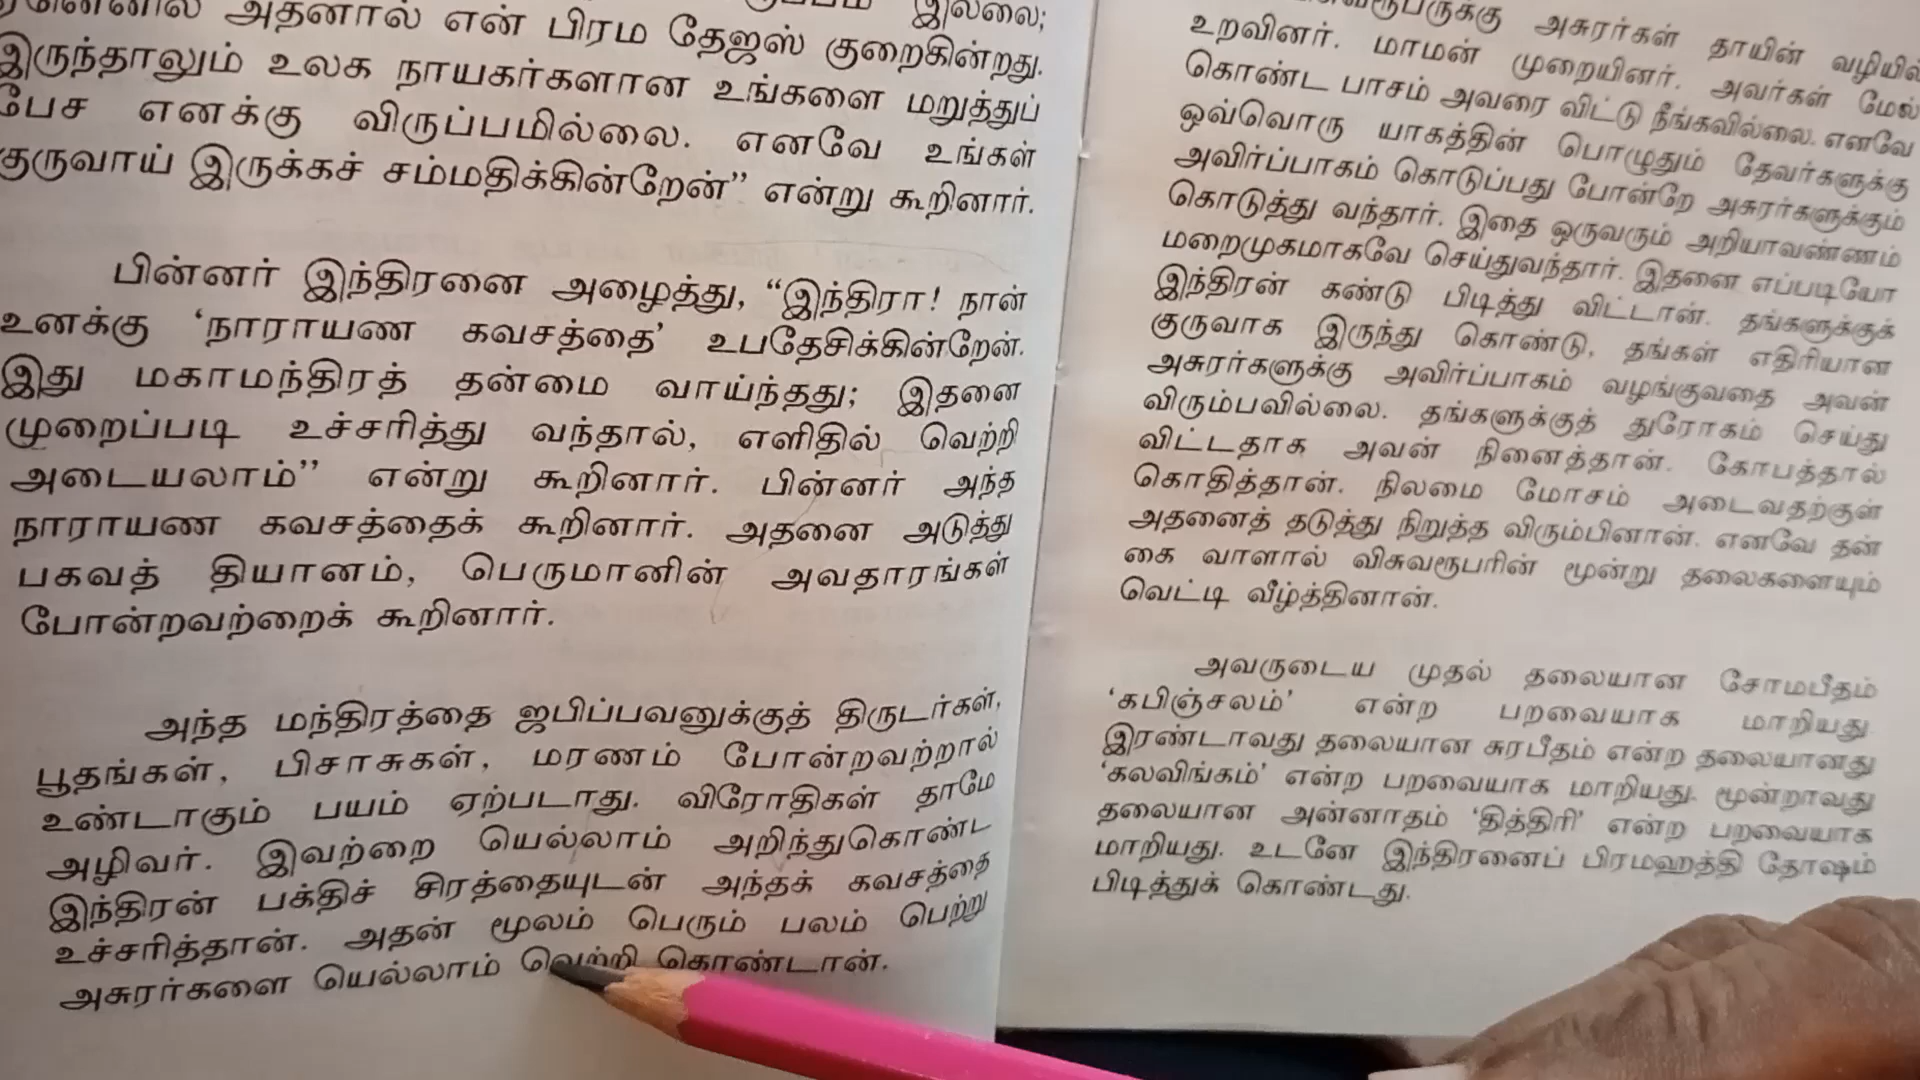 அதனால் என் பிரம தேஜஸ் குறைகின்றது.
இருந்தாலும் உலக நாயகர்களான உங்களை மறுத்துப்
பேச எனக்கு விருப்பமில்லை. எனவே உங்கள்
குருவாய் இருக்கச் சம்மதிக்கின்றேன்” என்று கூறினார்.
பின்னர் இந்திரனை அழைத்து, “இந்திரா! நான்
உனக்கு ‘நாராயண கவசத்தை’ உபதேசிக்கின்றேன்.
இது மகாமந்திரத் தன்மை வாய்ந்தது; இதனை
முறைப்படி உச்சரித்து வந்தால், எளிதில் வெற்றி
அடையலாம்” என்று கூறினார். பின்னர் அந்த
நாராயண கவசத்தைக் கூறினார். அதனை அடுத்து
பகவத் தியானம், பெருமானின் அவதாரங்கள்
போன்றவற்றைக் கூறினார்.
அந்த மந்திரத்தை ஜபிப்பவனுக்குத் திருடர்கள்,
பூதங்கள், பிசாசுகள், மரணம் போன்றவற்றால்
உண்டாகும் பயம் ஏற்படாது. விரோதிகள் தாமே
அழிவர். இவற்றை யெல்லாம் அறிந்துகொண்ட
இந்திரன் பக்திச் சிரத்தையுடன் அந்தக் கவசத்தை
உச்சரித்தான். அதன் மூலம் பெரும் பலம் பெற்று
அசுரர்களை யெல்லாம் வெற்றி கொண்டான்.
அசுரர்கள் தாயின் வழியில்
உறவினர். மாமன் முறையினர். அவர்கள் மேல்
கொண்ட பாசம் அவரை விட்டு நீங்கவில்லை. எனவே
ஒவ்வொரு யாகத்தின் பொழுதும் தேவர்களுக்கு
அவிர்ப்பாகம் கொடுப்பது போன்றே அசுரர்களுக்கும்
கொடுத்து வந்தார். இதை ஒருவரும் அறியாவண்ணம்
மறைமுகமாகவே செய்துவந்தார். இதனை எப்படியோ
இந்திரன் கண்டு பிடித்து விட்டான். தங்களுக்குக்
குருவாக இருந்து கொண்டு, தங்கள் எதிரியான
அசுரர்களுக்கு அவிர்ப்பாகம் வழங்குவதை அவன்
விரும்பவில்லை. தங்களுக்குத் துரோகம் செய்து
விட்டதாக அவன் நினைத்தான். கோபத்தால்
கொதித்தான். நிலமை மோசம் அடைவதற்குள்
அதனைத் தடுத்து நிறுத்த விரும்பினான். எனவே தன்
கை வாளால் விசுவரூபரின் மூன்று தலைகளையும்
வெட்டி வீழ்த்தினான்.
அவருடைய முதல் தலையான சோமபீதம்
‘கபிஞ்சலம்’ என்ற பறவையாக மாறியது
இரண்டாவது தலையான சுரபீதம் என்ற தலையானது
‘கலவிங்கம்’ என்ற பறவையாக மாறியது. மூன்றாவது
தலையான அன்னாதம் ‘தித்திரி’ என்ற பறவையாக
மாறியது. உடனே இந்திரனைப் பிரமஹத்தி தோஷம்
பிடித்துக் கொண்டது.